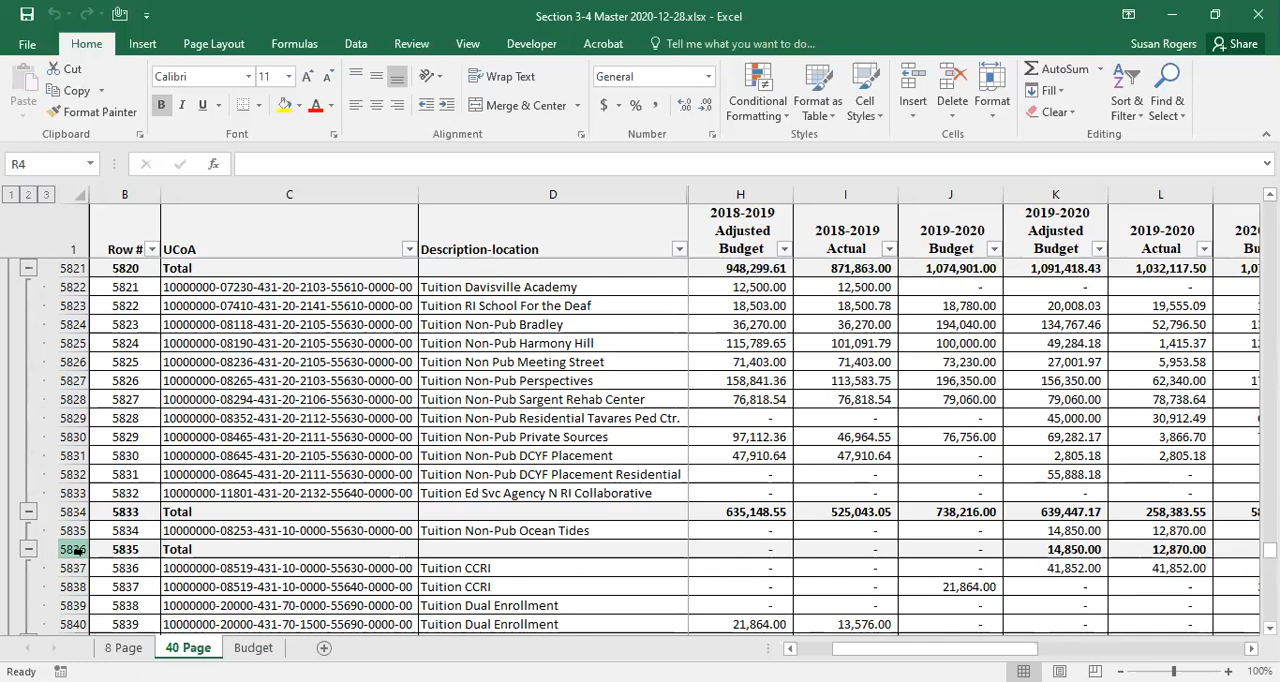 Section 3-4 Master 2020-12-28.xlsx - Excel
File Home Insert Page Layout Formulas Data Review View Developer Acrobat Tell me what you want to do... Susan Rogers Share
Paste Cut Copy Format Painter Clipboard
Calibri 11 B I U A Font
Wrap Text Merge & Center Alignment
General $ % , Number
Conditional Formatting Format as Table Cell Styles Styles
Insert Delete Format Cells
AutoSum Fill Clear Sort & Filter Find & Select Editing
R4 fx
1 2 3 B C D H I J K L
1 Row # UCoA Description-location 2018-2019 Adjusted Budget 2018-2019 Actual 2019-2020 Budget 2019-2020 Adjusted Budget 2019-2020 Actual
5821 5820 Total 948,299.61 871,863.00 1,074,901.00 1,091,418.43 1,032,117.50
5822 5821 10000000-07230-431-20-2103-55610-0000-00 Tuition Davisville Academy 12,500.00 12,500.00 - - -
5823 5822 10000000-07410-431-20-2141-55610-0000-00 Tuition RI School For the Deaf 18,503.00 18,500.78 18,780.00 20,008.03 19,555.09
5824 5823 10000000-08118-431-20-2105-55630-0000-00 Tuition Non-Pub Bradley 36,270.00 36,270.00 194,040.00 134,767.46 52,796.50
5825 5824 10000000-08190-431-20-2105-55630-0000-00 Tuition Non-Pub Harmony Hill 115,789.65 101,091.79 100,000.00 49,284.18 1,415.37
5826 5825 10000000-08236-431-20-2105-55630-0000-00 Tuition Non Pub Meeting Street 71,403.00 71,403.00 73,230.00 27,001.97 5,953.58
5827 5826 10000000-08265-431-20-2103-55630-0000-00 Tuition Non-Pub Perspectives 158,841.36 113,583.75 196,350.00 156,350.00 62,340.00
5828 5827 10000000-08294-431-20-2106-55630-0000-00 Tuition Non-Pub Sargent Rehab Center 76,818.54 76,818.54 79,060.00 79,060.00 78,738.64
5829 5828 10000000-08352-431-20-2112-55630-0000-00 Tuition Non-Pub Residential Tavares Ped Ctr. - - - 45,000.00 30,912.49
5830 5829 10000000-08465-431-20-2111-55630-0000-00 Tuition Non-Pub Private Sources 97,112.36 46,964.55 76,756.00 69,282.17 3,866.70
5831 5830 10000000-08645-431-20-2105-55630-0000-00 Tuition Non-Pub DCYF Placement 47,910.64 47,910.64 - 2,805.18 2,805.18
5832 5831 10000000-08645-431-20-2111-55630-0000-00 Tuition Non-Pub DCYF Placement Residential - - - 55,888.18 -
5833 5832 10000000-11801-431-20-2132-55640-0000-00 Tuition Ed Svc Agency N RI Collaborative - - - - -
5834 5833 Total 635,148.55 525,043.05 738,216.00 639,447.17 258,383.55
5835 5834 10000000-08253-431-10-0000-55630-0000-00 Tuition Non-Pub Ocean Tides - - - 14,850.00 12,870.00
5835 Total - - - 14,850.00 12,870.00
5837 5836 10000000-08519-431-10-0000-55630-0000-00 Tuition CCRI - - - 41,852.00 41,852.00
5838 5837 10000000-08519-431-10-0000-55640-0000-00 Tuition CCRI - - 21,864.00 - -
5839 5838 10000000-20000-431-70-0000-55690-0000-00 Tuition Dual Enrollment - - - - -
5840 5839 10000000-20000-431-70-1500-55690-0000-00 Tuition Dual Enrollment 21,864.00 13,576.00 - - -
8 Page 40 Page Budget
Ready 100%